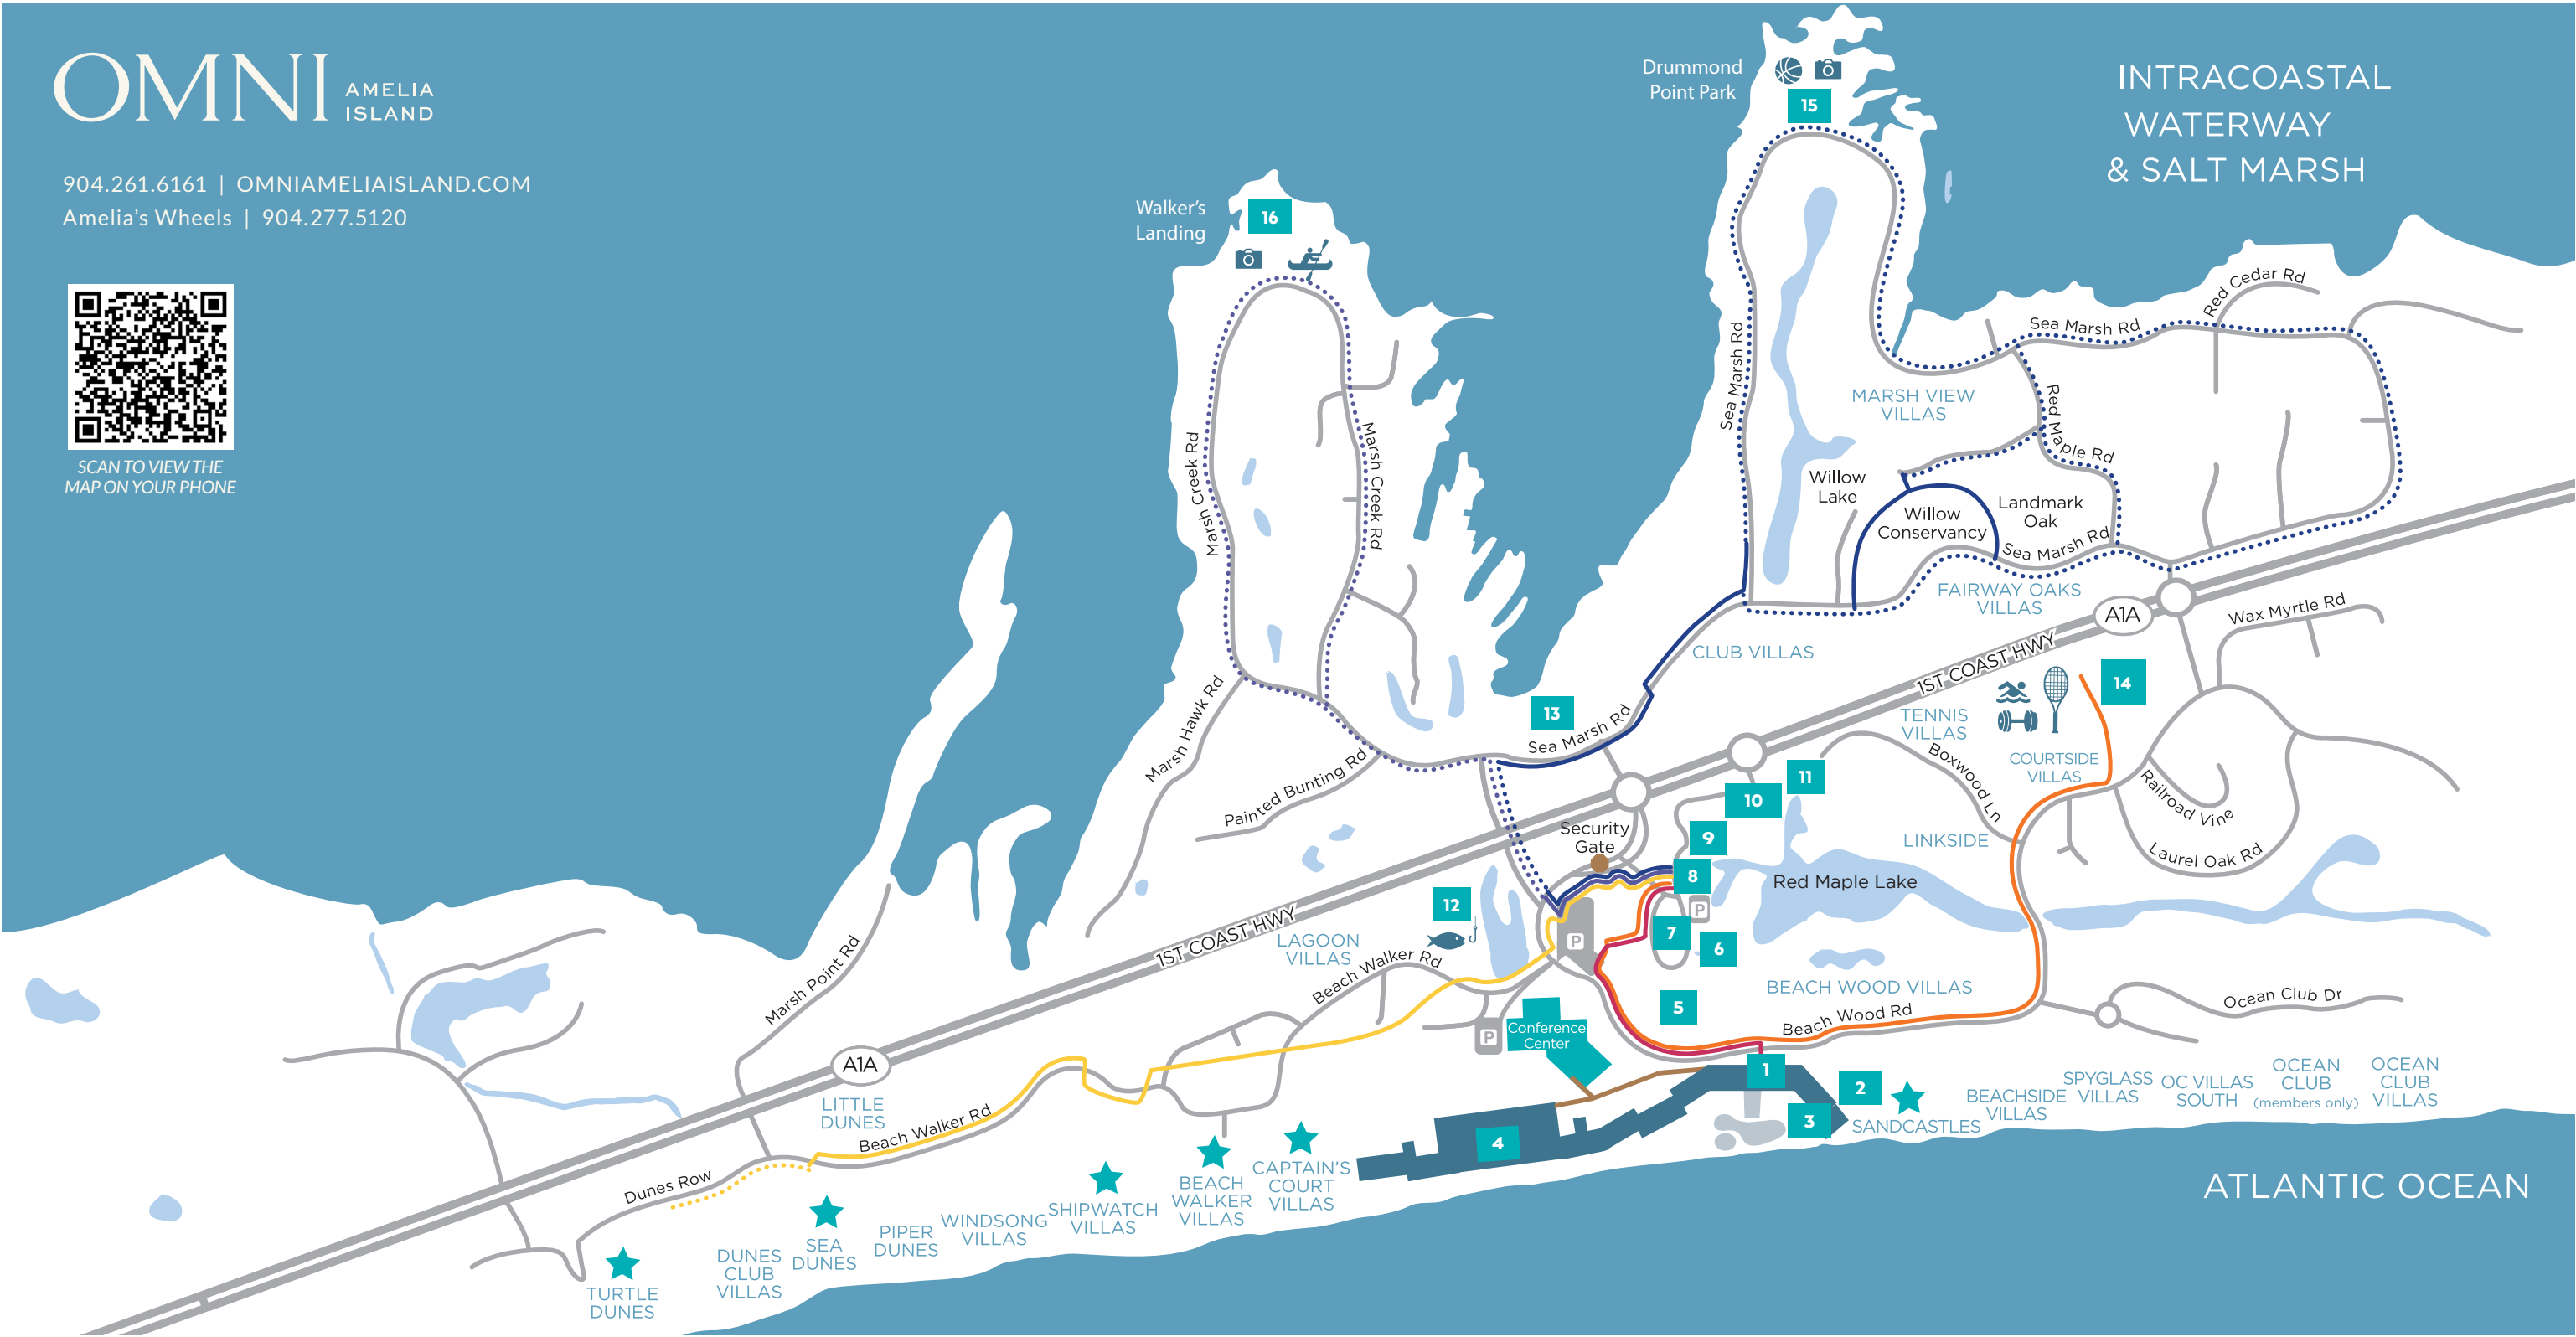 OMNI
AMELIA
ISLAND
904.261.6161 | OMNIAMELIAISLAND.COM
Amelia's Wheels | 904.277.5120
SCAN TO VIEW THE
MAP ON YOUR PHONE
INTRACOASTAL
WATERWAY
& SALT MARSH
Drummond
Point Park
15
Walker's
Landing
16
Red Cedar Rd
Sea Marsh Rd
Sea Marsh Rd
MARSH VIEW
VILLAS
Red Maple Rd
Marsh Creek Rd
Marsh Creek Rd
Willow
Lake
Willow
Conservancy
Landmark
Oak
Sea Marsh Rd
FAIRWAY OAKS
VILLAS
A1A
Wax Myrtle Rd
1ST COAST HWY
CLUB VILLAS
13
Sea Marsh Rd
Marsh Hawk Rd
Painted Bunting Rd
14
TENNIS
VILLAS
COURTSIDE
VILLAS
Boxwood Ln
Railroad Vine
Laurel Oak Rd
LINKSIDE
11
10
9
8
Security
Gate
Red Maple Lake
P
P
7
6
5
12
LAGOON
VILLAS
1ST COAST HWY
Beach Walker Rd
Marsh Point Rd
BEACH WOOD VILLAS
Beach Wood Rd
Ocean Club Dr
P
Conference
Center
A1A
LITTLE
DUNES
Beach Walker Rd
Dunes Row
1
2
3
4
SANDCASTLES
BEACHSIDE
VILLAS
SPYGLASS
VILLAS
OC VILLAS
SOUTH
OCEAN
CLUB
(members only)
OCEAN
CLUB
VILLAS
CAPTAIN'S
COURT
VILLAS
BEACH
WALKER
VILLAS
SHIPWATCH
VILLAS
WINDSONG
VILLAS
PIPER
DUNES
SEA
DUNES
DUNES
CLUB
VILLAS
TURTLE
DUNES
ATLANTIC OCEAN